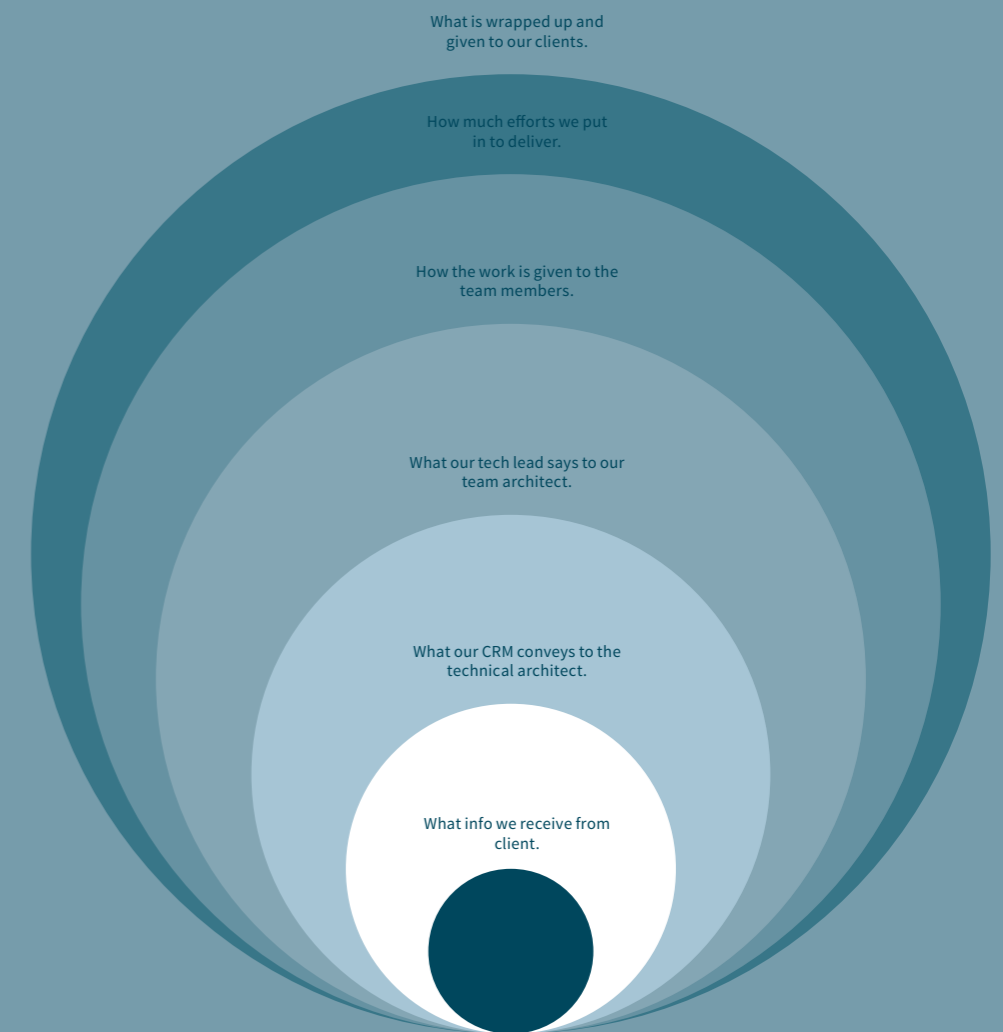 What is wrapped up and
given to our clients.
How much efforts we put
in to deliver.
How the work is given to the
team members.
What our tech lead says to our
team architect.
What our CRM conveys to the
technical architect.
What info we receive from
client.